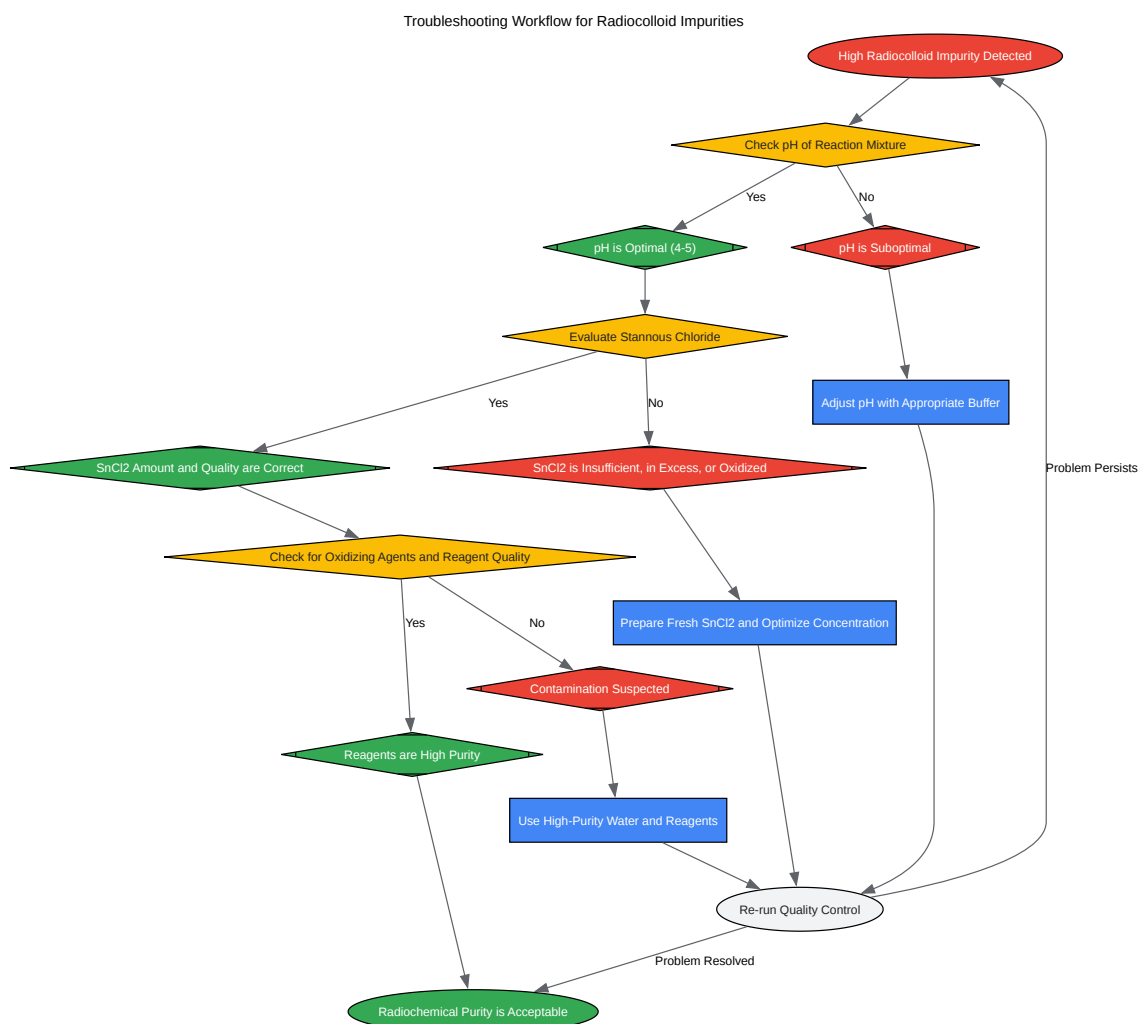 Troubleshooting Workflow for Radiocolloid Impurities
High Radiocolloid Impurity Detected
Check pH of Reaction Mixture
Yes
No
pH is Optimal (4-5)
pH is Suboptimal
Evaluate Stannous Chloride
Yes
No
Adjust pH with Appropriate Buffer
SnCl2 Amount and Quality are Correct
SnCl2 is Insufficient, in Excess, or Oxidized
Problem Persists
Check for Oxidizing Agents and Reagent Quality
Yes
No
Prepare Fresh SnCl2 and Optimize Concentration
Contamination Suspected
Reagents are High Purity
Use High-Purity Water and Reagents
Re-run Quality Control
Problem Resolved
Radiochemical Purity is Acceptable